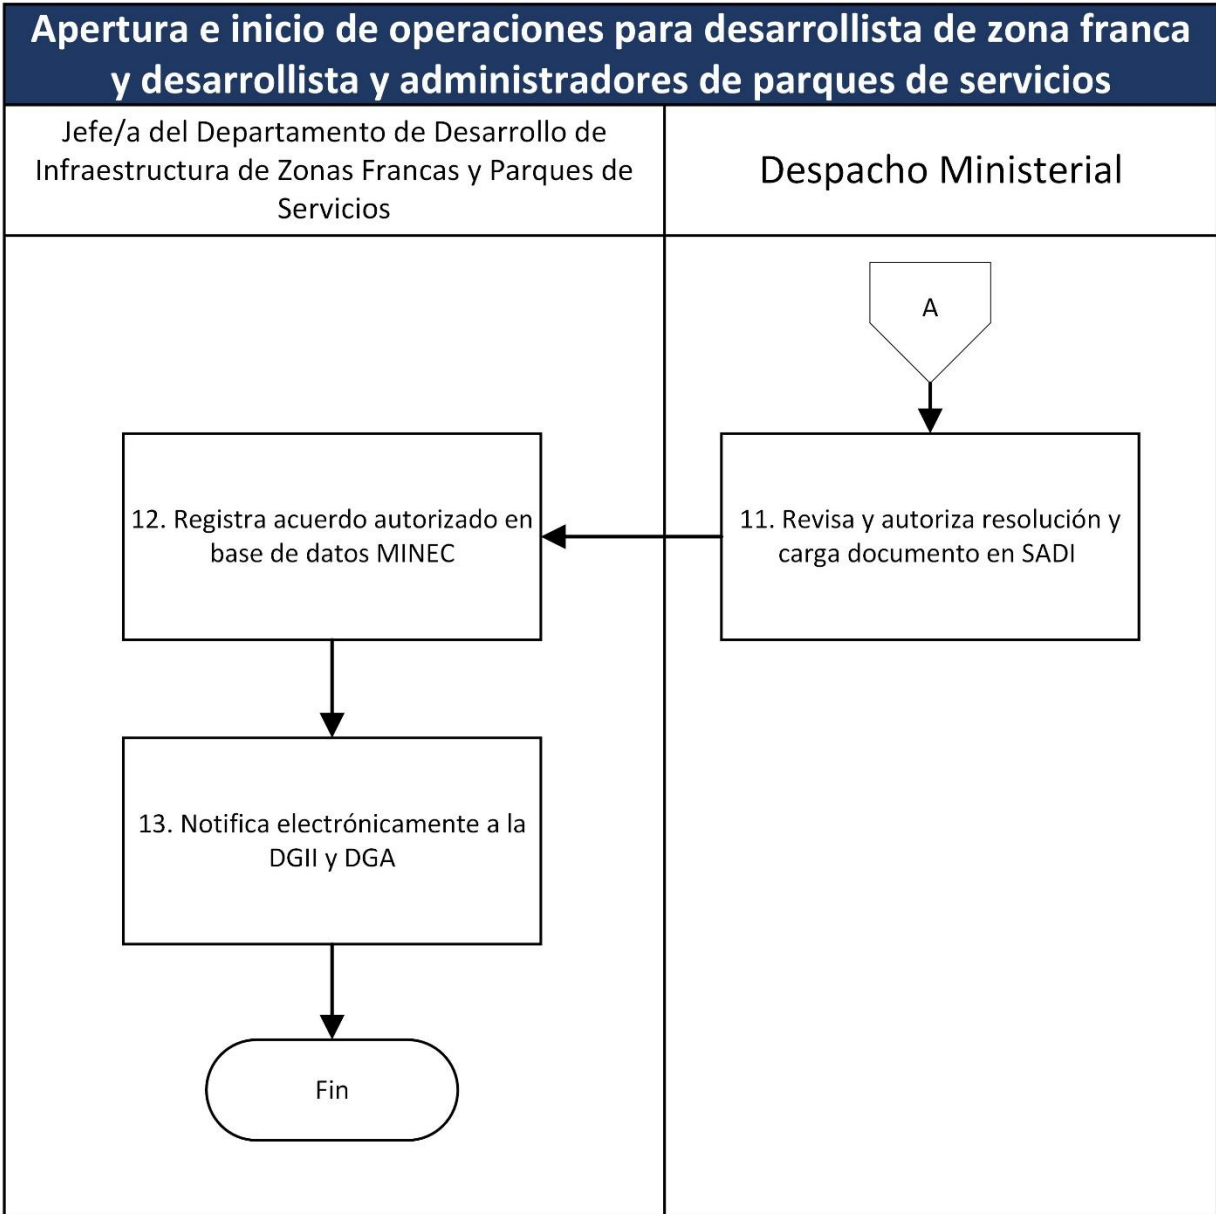 Apertura e inicio de operaciones para desarrollista de zona franca
y desarrollista y administradores de parques de servicios
Jefe/a del Departamento de Desarrollo de
Infraestructura de Zonas Francas y Parques de
Servicios
Despacho Ministerial
A
11. Revisa y autoriza resolución y
carga documento en SADI
12. Registra acuerdo autorizado en
base de datos MINEC
13. Notifica electrónicamente a la
DGII y DGA
Fin